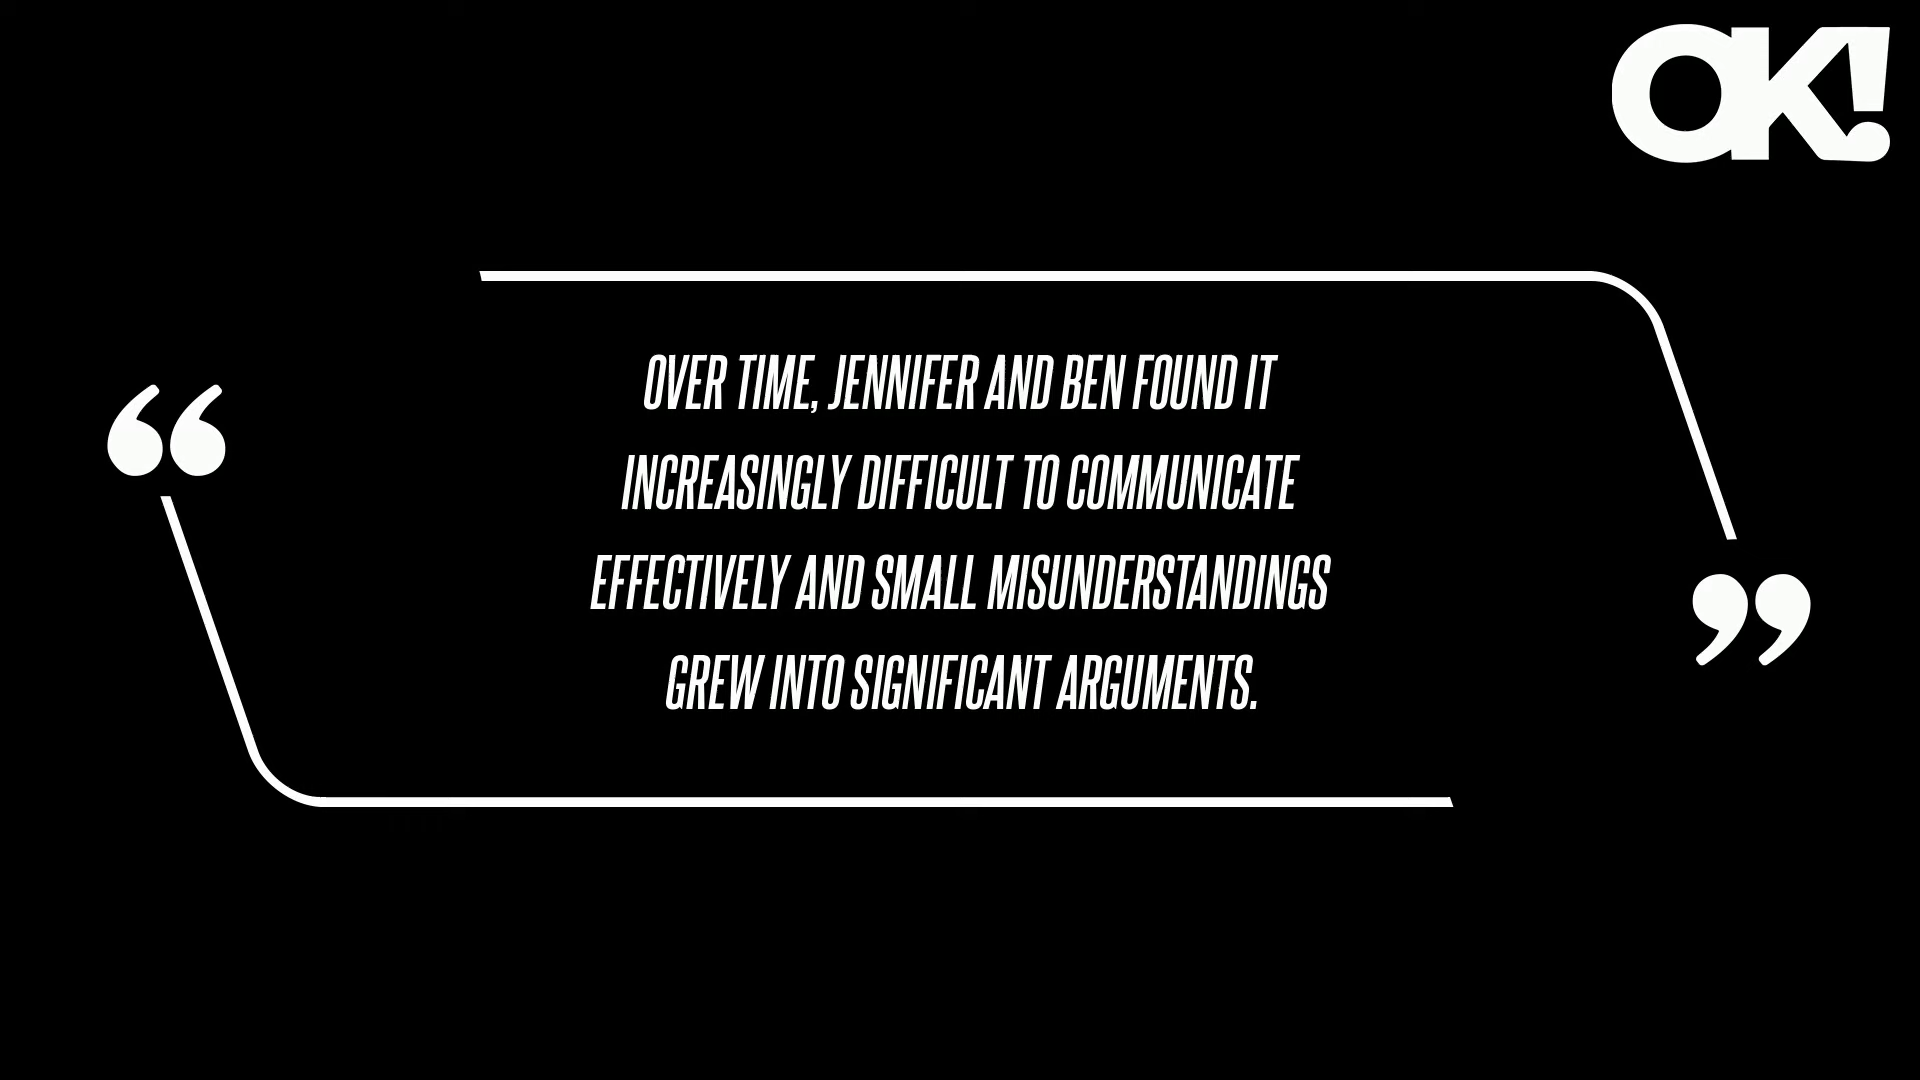 OK!
“
OVER TIME, JENNIFER AND BEN FOUND IT
INCREASINGLY DIFFICULT TO COMMUNICATE
EFFECTIVELY AND SMALL MISUNDERSTANDINGS
GREW INTO SIGNIFICANT ARGUMENTS.
”